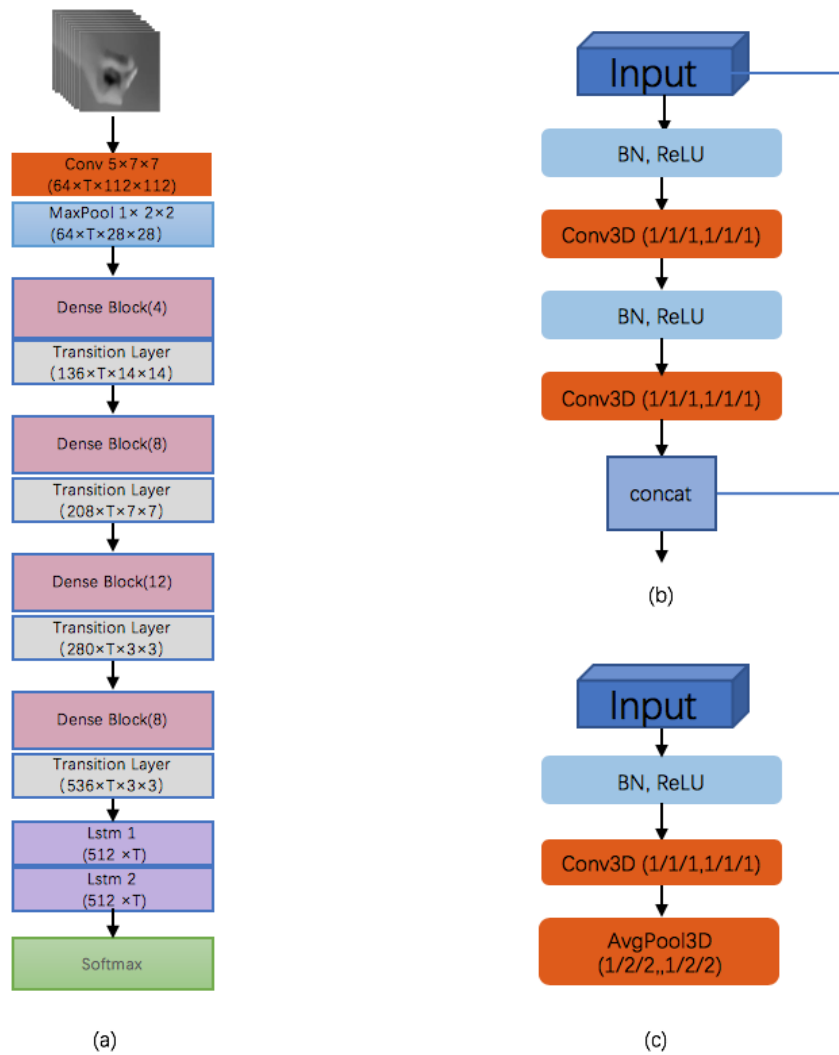 Conv 5×7×7
(64×T×112×112)
MaxPool 1× 2×2
(64×T×28×28)
Dense Block(4)
Transition Layer
(136×T×14×14)
Dense Block(8)
Transition Layer
(208×T×7×7)
Dense Block(12)
Transition Layer
(280×T×3×3)
Dense Block(8)
Transition Layer
(536×T×3×3)
Lstm 1
(512 ×T)
Lstm 2
(512 ×T)
Softmax
(a)
Input
BN, ReLU
Conv3D (1/1/1,1/1/1)
BN, ReLU
Conv3D (1/1/1,1/1/1)
concat
(b)
Input
BN, ReLU
Conv3D (1/1/1,1/1/1)
AvgPool3D
(1/2/2,,1/2/2)
(c)